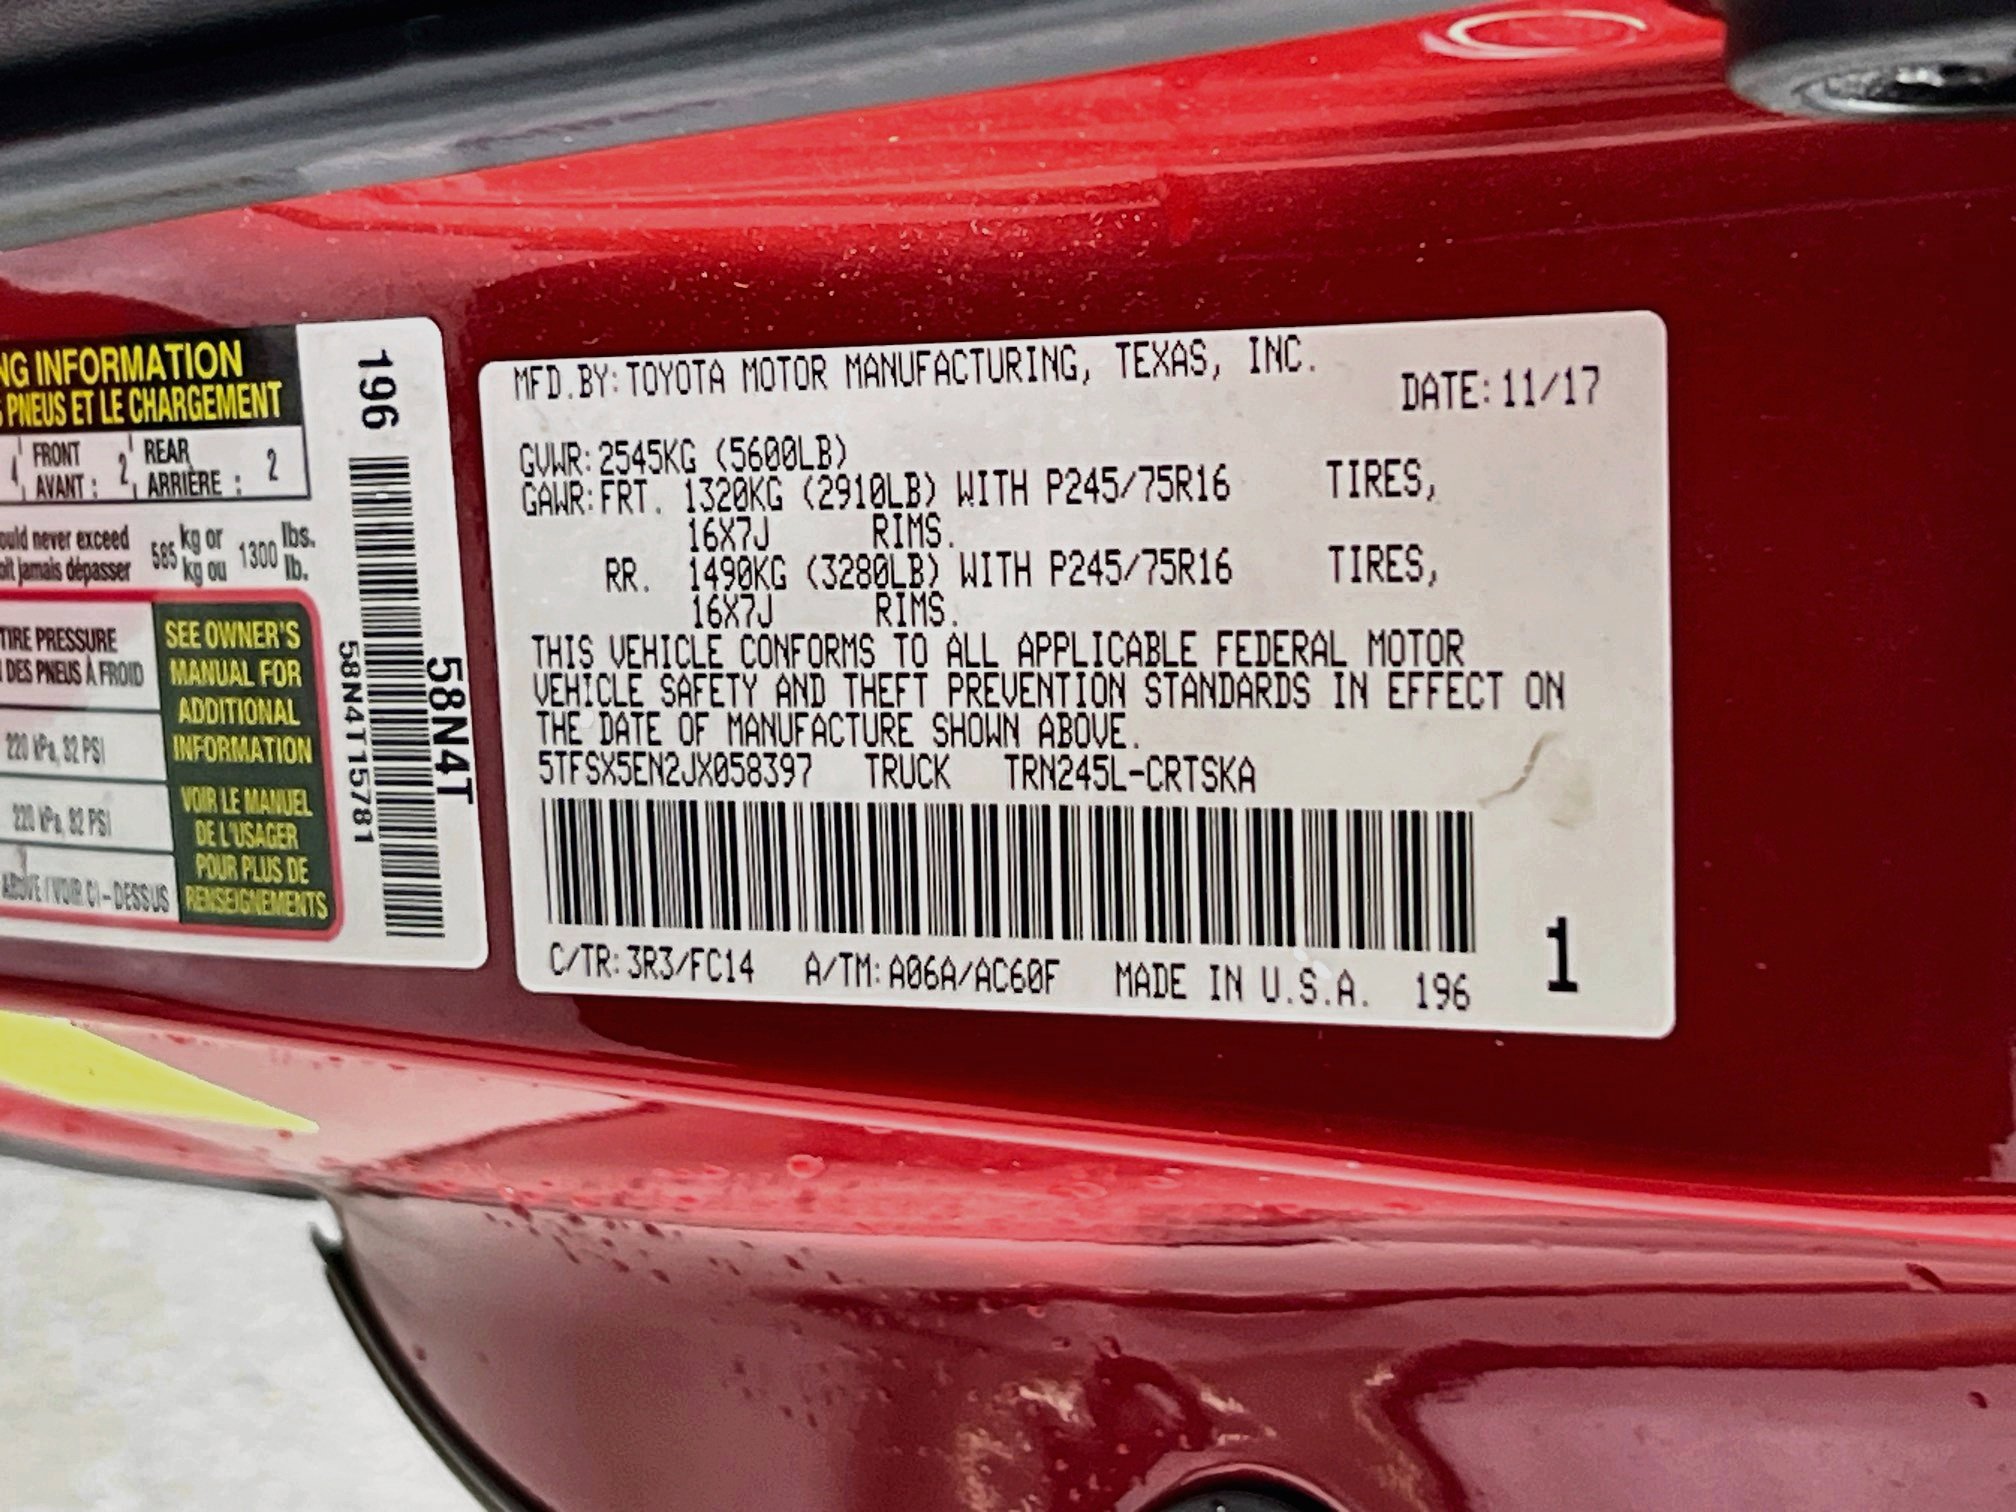 NG INFORMATION
PNEUS ET LE CHARGEMENT
4 FRONT AVANT : 2 REAR ARRIÈRE : 2
ould never exceed 585 kg or 1300 lbs.
oit jamais dépasser kg ou lb.
TIRE PRESSURE
DES PNEUS À FROID
220 kPa, 32 PSI
220 kPa, 32 PSI
ABOVE / VOIR CI-DESSUS
SEE OWNER'S
MANUAL FOR
ADDITIONAL
INFORMATION
VOIR LE MANUEL
DE L'USAGER
POUR PLUS DE
RENSEIGNEMENTS
196
58N4T15781
58N4T
MFD.BY:TOYOTA MOTOR MANUFACTURING, TEXAS, INC.
DATE:11/17
GVWR:2545KG (5600LB)
GAWR:FRT. 1320KG (2910LB) WITH P245/75R16 TIRES,
16X7J RIMS.
RR. 1490KG (3280LB) WITH P245/75R16 TIRES,
16X7J RIMS.
THIS VEHICLE CONFORMS TO ALL APPLICABLE FEDERAL MOTOR
VEHICLE SAFETY AND THEFT PREVENTION STANDARDS IN EFFECT ON
THE DATE OF MANUFACTURE SHOWN ABOVE.
5TFSX5EN2JX058397 TRUCK TRN245L-CRTSKA
C/TR:3R3/FC14 A/TM:A06A/AC60F MADE IN U.S.A. 196
1